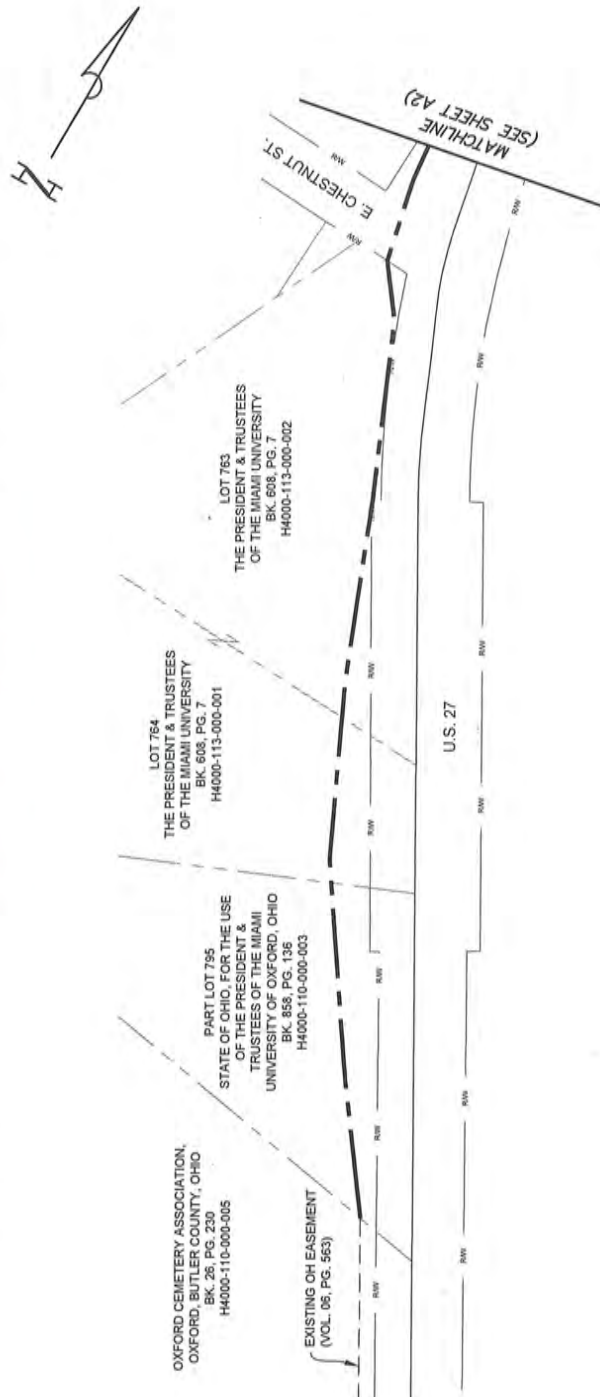 N
MATCHLINE
(SEE SHEET A2)
E. CHESTNUT ST.
R/W
R/W
R/W
LOT 763
THE PRESIDENT & TRUSTEES
OF THE MIAMI UNIVERSITY
BK. 608, PG. 7
H4000-113-000-002
R/W
R/W
LOT 764
THE PRESIDENT & TRUSTEES
OF THE MIAMI UNIVERSITY
BK. 608, PG. 7
H4000-113-000-001
R/W
R/W
U.S. 27
R/W
R/W
R/W
PART LOT 795
STATE OF OHIO, FOR THE USE
OF THE PRESIDENT &
TRUSTEES OF THE MIAMI
UNIVERSITY OF OXFORD, OHIO
BK. 858, PG. 136
H4000-110-000-003
R/W
R/W
R/W
OXFORD CEMETERY ASSOCIATION,
OXFORD, BUTLER COUNTY, OHIO
BK. 26, PG. 230
H4000-110-000-005
EXISTING OH EASEMENT
(VOL. 06, PG. 563)
R/W
R/W